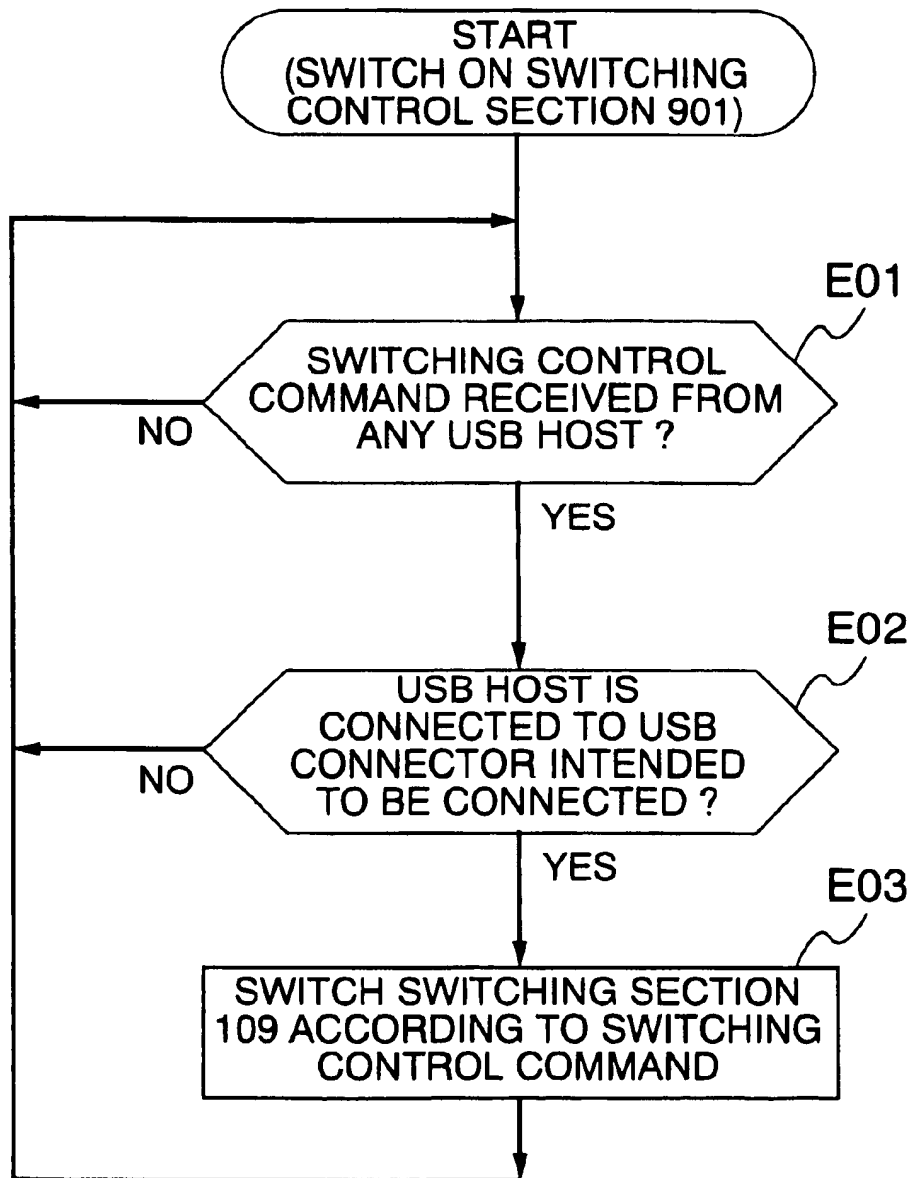 START
(SWITCH ON SWITCHING
CONTROL SECTION 901)
E01
SWITCHING CONTROL
COMMAND RECEIVED FROM
ANY USB HOST ?
NO
YES
E02
USB HOST IS
CONNECTED TO USB
CONNECTOR INTENDED
TO BE CONNECTED ?
NO
YES
E03
SWITCH SWITCHING SECTION
109 ACCORDING TO SWITCHING
CONTROL COMMAND